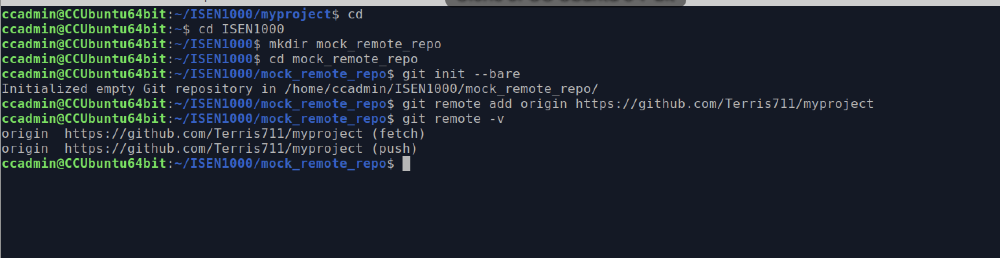 ccadmin@CCUbuntu64bit:~/ISEN1000/myproject$ cd
ccadmin@CCUbuntu64bit:~$ cd ISEN1000
ccadmin@CCUbuntu64bit:~/ISEN1000$ mkdir mock_remote_repo
ccadmin@CCUbuntu64bit:~/ISEN1000$ cd mock_remote_repo
ccadmin@CCUbuntu64bit:~/ISEN1000/mock_remote_repo$ git init --bare
Initialized empty Git repository in /home/ccadmin/ISEN1000/mock_remote_repo/
ccadmin@CCUbuntu64bit:~/ISEN1000/mock_remote_repo$ git remote add origin https://github.com/Terris711/myproject
ccadmin@CCUbuntu64bit:~/ISEN1000/mock_remote_repo$ git remote -v
origin  https://github.com/Terris711/myproject (fetch)
origin  https://github.com/Terris711/myproject (push)
ccadmin@CCUbuntu64bit:~/ISEN1000/mock_remote_repo$